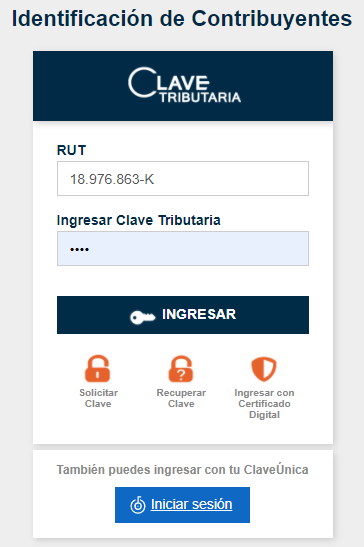 Identificación de Contribuyentes
CLAVE
TRIBUTARIA
RUT
18.976.863-K
Ingresar Clave Tributaria
••••
INGRESAR
Solicitar
Clave
?
Recuperar
Clave
Ingresar con
Certificado
Digital
También puedes ingresar con tu ClaveÚnica
Iniciar sesión